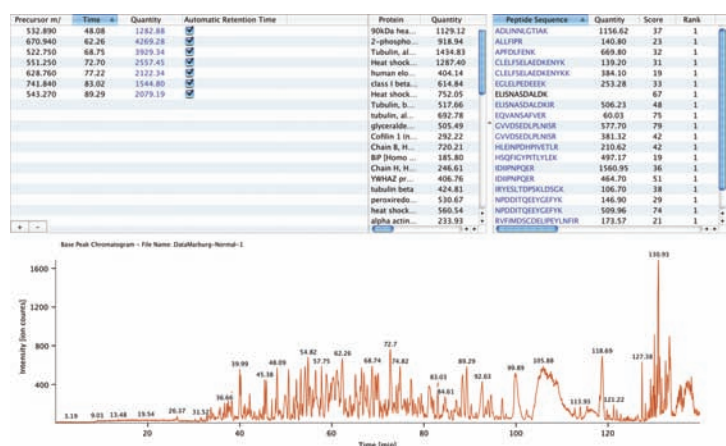 Precursor m/ Time Quantity Automatic Retention Time
532.890 48.08 1282.88
670.940 62.26 4269.28
522.750 68.75 3929.34
551.250 72.70 2557.45
628.760 77.22 2122.34
741.840 83.02 1544.80
543.270 89.29 2079.19
+ -
Protein Quantity
90kDa hea... 1129.12
2-phospho... 918.94
Tubulin, al... 1434.83
Heat shock... 1287.40
human elo... 404.14
class I beta... 614.84
Heat shock... 752.05
Tubulin, b... 517.66
tubulin, al... 692.78
glyceralde... 505.49
Cofilin 1 (n... 292.22
Chain B, H... 720.21
BiP [Homo ... 185.80
Chain H, H... 246.61
YWHAZ pr... 406.76
tubulin beta 424.81
peroxiredo... 530.67
heat shock... 560.54
alpha actin... 233.93
Peptide Sequence Quantity Score Rank
ADLINNLGTIAK 1156.62 37 1
ALLFIPR 140.80 23 1
APFDLFENK 669.80 32 1
CLELFSELAEDKENYK 139.20 31 1
CLELFSELAEDKENYKK 384.10 19 1
EGLELPEDEEEK 253.28 33 1
ELISNASDALDK 67 1
ELISNASDALDKIR 506.23 48 1
EQVANSAFVER 60.03 75 1
GVVDSEDLPLNISR 577.70 79 1
GVVDSEDLPLNISR 381.32 42 1
HLEINPDHPIVETLR 210.62 42 1
HSQFIGYPITLYLEK 497.17 19 1
IDIIPNPQER 1560.95 36 1
IDIIPNPQER 464.70 51 1
IRYESLTDPSKLDSGK 106.70 38 1
NPDDITQEEYGEFYK 146.90 29 1
NPDDITQEEYGEFYK 509.96 74 1
RVFIMDSCDELIPEYLNFIR 173.57 21 1
Base Peak Chromatogram - File Name: DataMarburg-Normal-1
Intensity [ion counts]
1600
1200
800
400
3.19 9.01 13.48 19.54 26.37 31.52 36.66 39.99 45.38 48.09 54.82 57.75 62.26 68.74 72.7 74.82 83.03 84.61 89.29 92.63 99.89 105.88 113.95 118.69 121.22 127.38 130.93
20 40 60 80 100 120
Time [min]